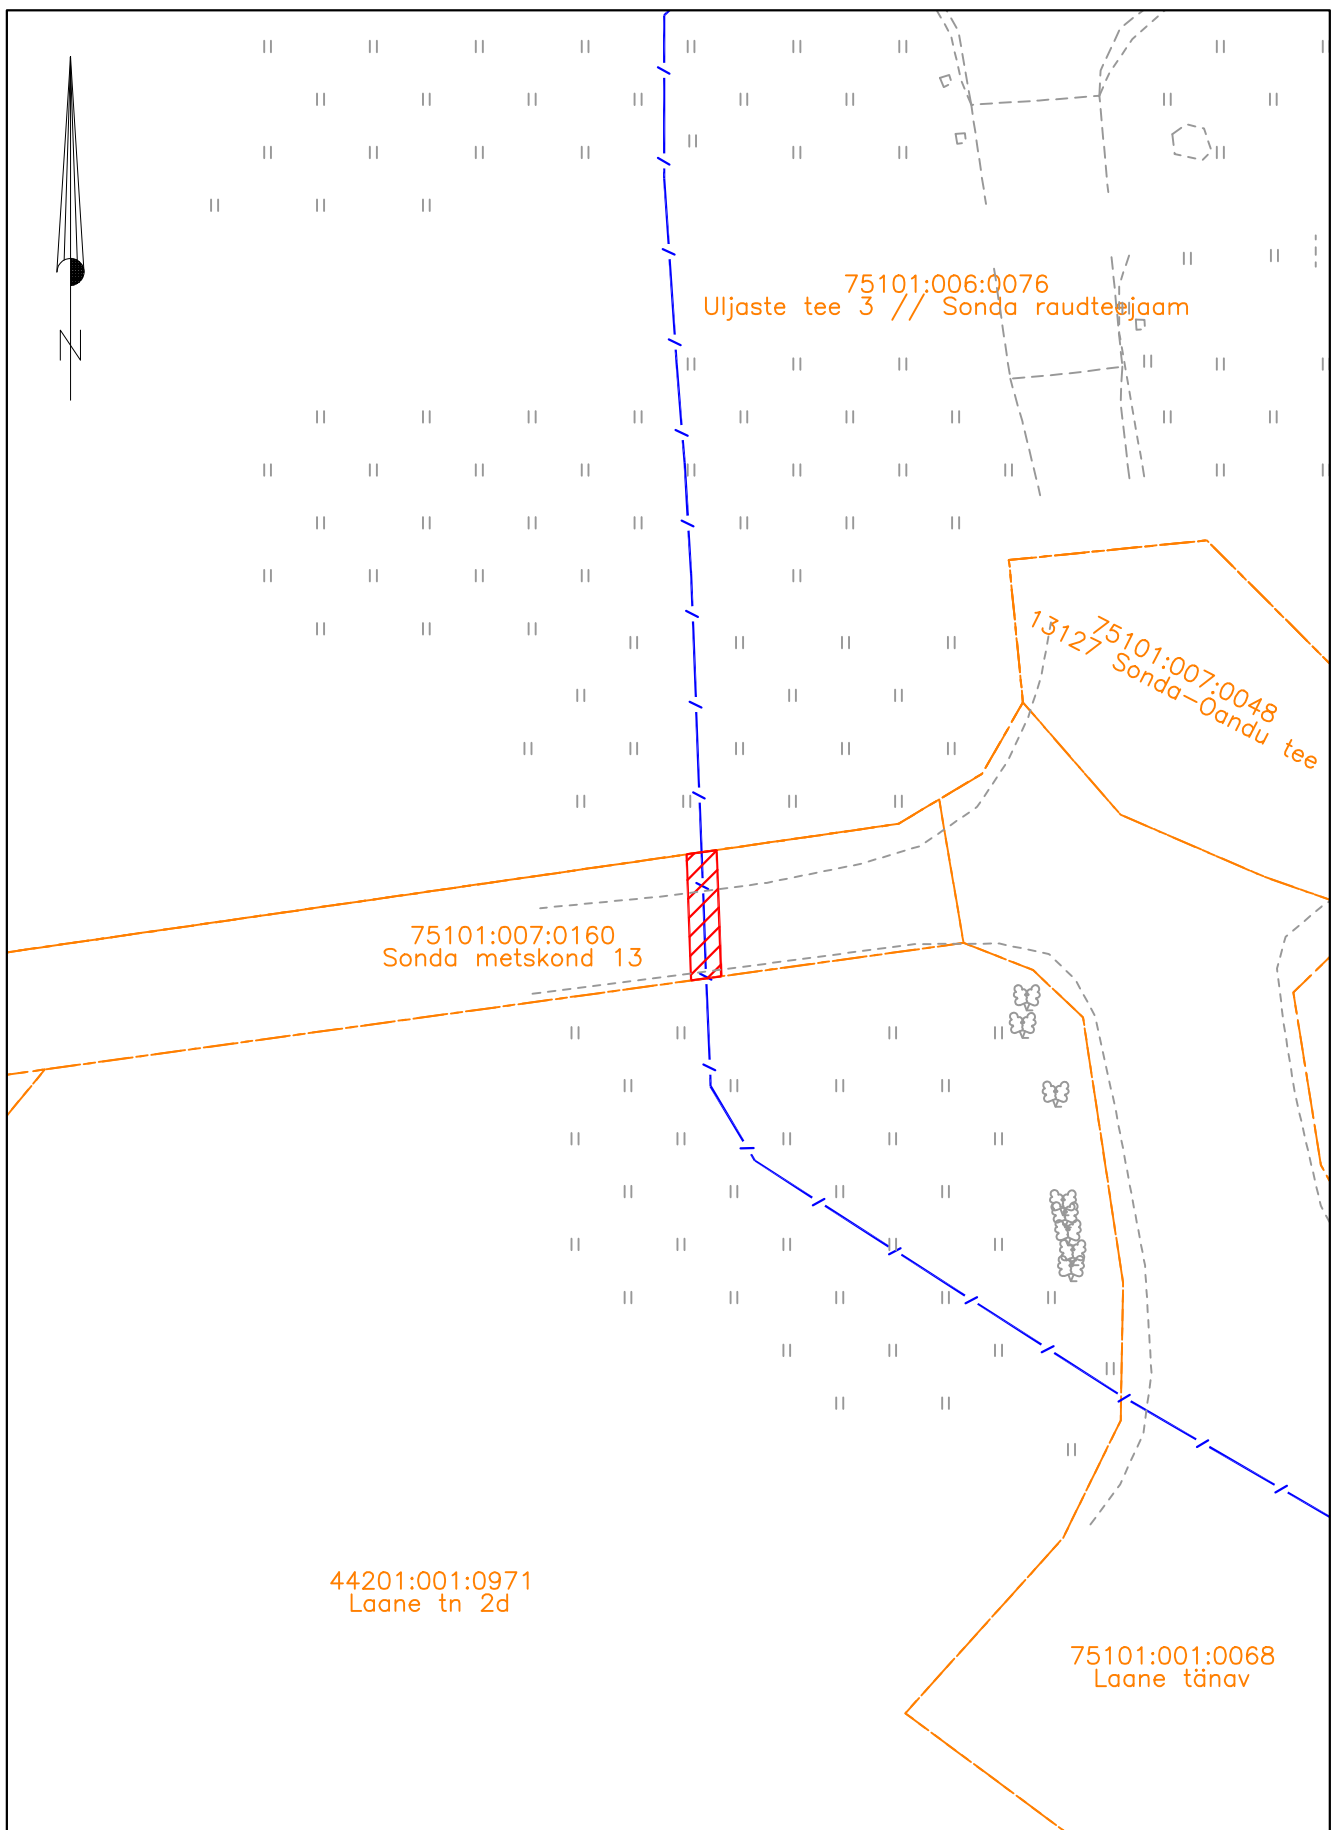 N
75101:006:0076
Uljaste tee 3 // Sonda raudteejaam
75101:007:0048
13127 Sonda-Oandu tee
75101:007:0160
Sonda metskond 13
44201:001:0971
Laane tn 2d
75101:001:0068
Laane tänav